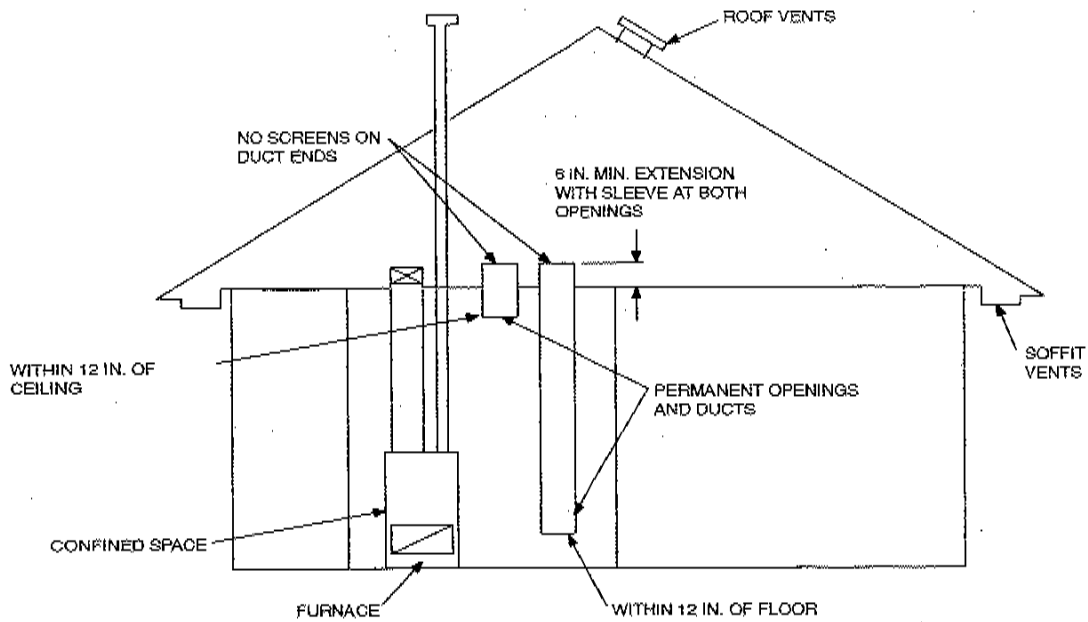 ROOF VENTS
NO SCREENS ON
DUCT ENDS
6 IN. MIN. EXTENSION
WITH SLEEVE AT BOTH
OPENINGS
WITHIN 12 IN. OF
CEILING
SOFFIT
VENTS
PERMANENT OPENINGS
AND DUCTS
CONFINED SPACE
FURNACE
WITHIN 12 IN. OF FLOOR